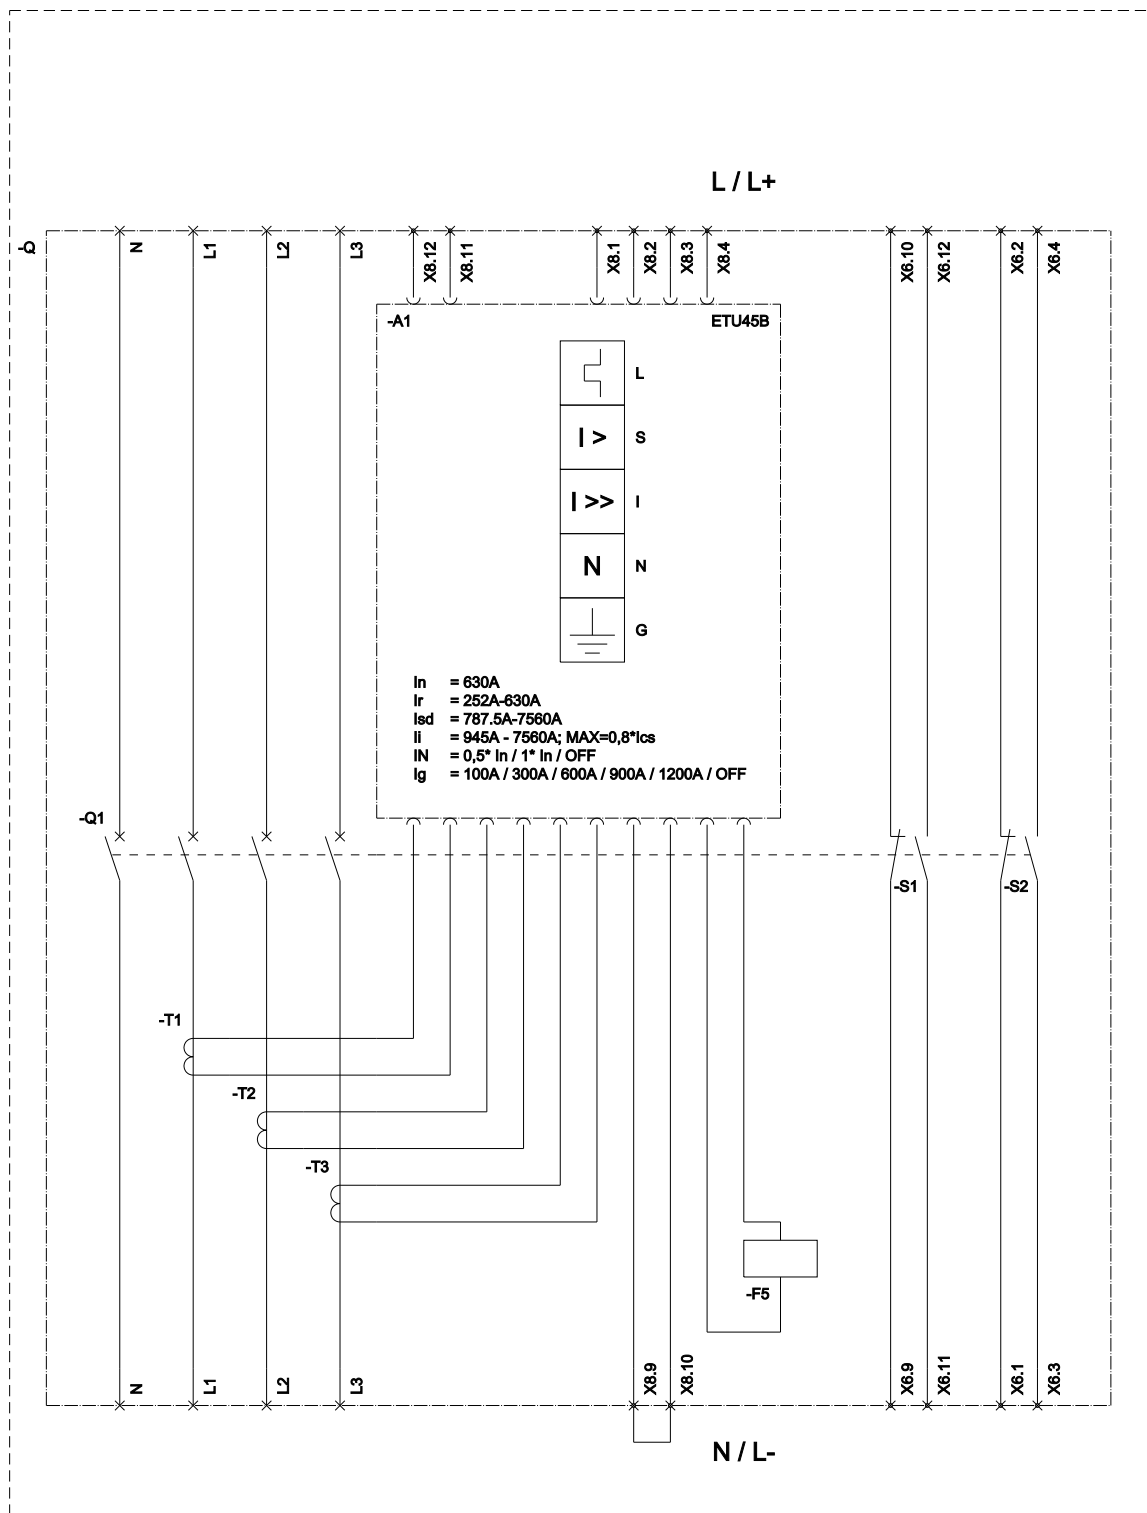 L / L+
-Q
N
L1
L2
L3
X8.12
X8.11
X8.1
X8.2
X8.3
X8.4
X6.10
X6.12
X6.2
X6.4
-A1 ETU45B
L
I > S
I >> I
N N
G
In = 630A
Ir = 252A-630A
Isd = 787.5A-7560A
Ii = 945A - 7560A; MAX=0,8*Ics
IN = 0,5* In / 1* In / OFF
Ig = 100A / 300A / 600A / 900A / 1200A / OFF
-Q1
-S1
-S2
-T1
-T2
-T3
-F5
N
L1
L2
L3
X8.9
X8.10
X6.9
X6.11
X6.1
X6.3
N / L-